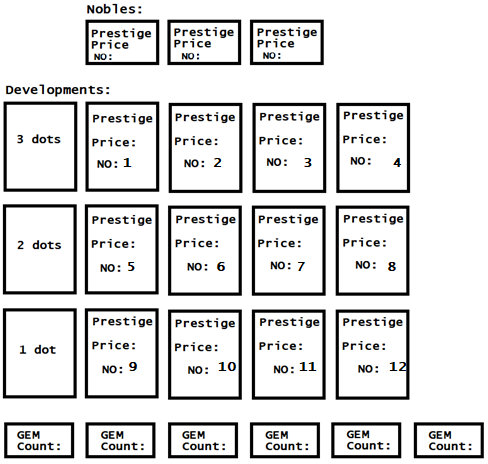 Nobles:
Prestige Prestige Prestige
Price Price Price
NO: NO: NO:
Developments:
Prestige Prestige Prestige Prestige
3 dots Price: Price: Price: Price:
NO: 1 NO: 2 NO: 3 NO: 4
Prestige Prestige Prestige Prestige
2 dots Price: Price: Price: Price:
NO: 5 NO: 6 NO: 7 NO: 8
Prestige Prestige Prestige Prestige
1 dot Price: Price: Price: Price:
NO: 9 NO: 10 NO: 11 NO: 12
GEM GEM GEM GEM GEM GEM
Count: Count: Count: Count: Count: Count: